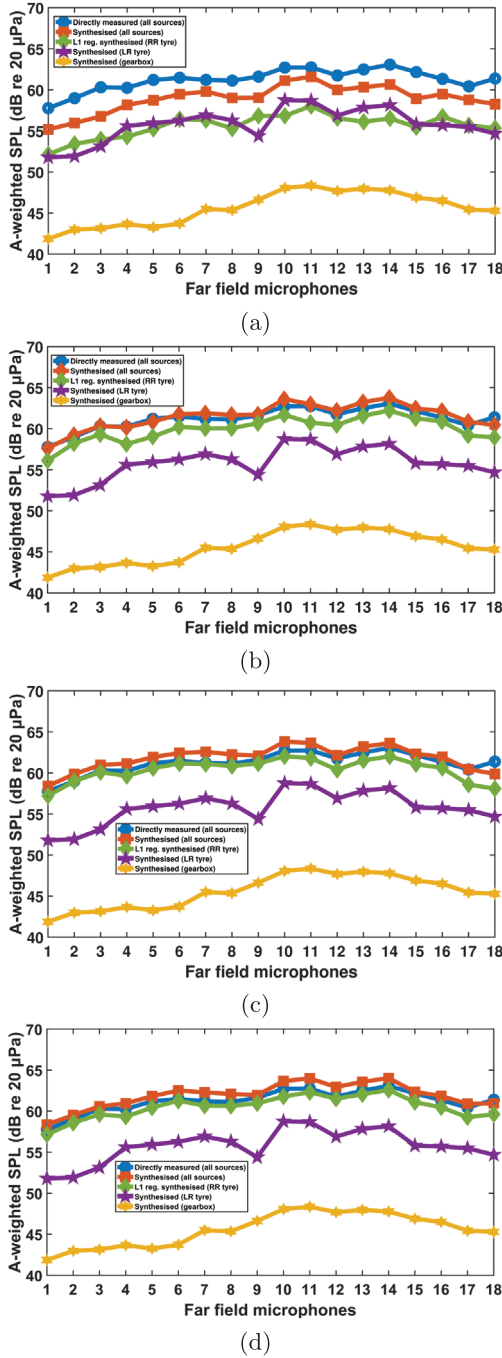 70
65
60
55
50
45
40
A-weighted SPL (dB re 20 μPa)
Directly measured (all sources)
Synthesised (all sources)
L1 reg. synthesised (RR tyre)
Synthesised (LR tyre)
Synthesised (gearbox)
1 2 3 4 5 6 7 8 9 10 11 12 13 14 15 16 17 18
Far field microphones
(a)
70
65
60
55
50
45
40
A-weighted SPL (dB re 20 μPa)
Directly measured (all sources)
Synthesised (all sources)
L1 reg. synthesised (RR tyre)
Synthesised (LR tyre)
Synthesised (gearbox)
1 2 3 4 5 6 7 8 9 10 11 12 13 14 15 16 17 18
Far field microphones
(b)
70
65
60
55
50
45
40
A-weighted SPL (dB re 20 μPa)
Directly measured (all sources)
Synthesised (all sources)
L1 reg. synthesised (RR tyre)
Synthesised (LR tyre)
Synthesised (gearbox)
1 2 3 4 5 6 7 8 9 10 11 12 13 14 15 16 17 18
Far field microphones
(c)
70
65
60
55
50
45
40
A-weighted SPL (dB re 20 μPa)
Directly measured (all sources)
Synthesised (all sources)
L1 reg. synthesised (RR tyre)
Synthesised (LR tyre)
Synthesised (gearbox)
1 2 3 4 5 6 7 8 9 10 11 12 13 14 15 16 17 18
Far field microphones
(d)